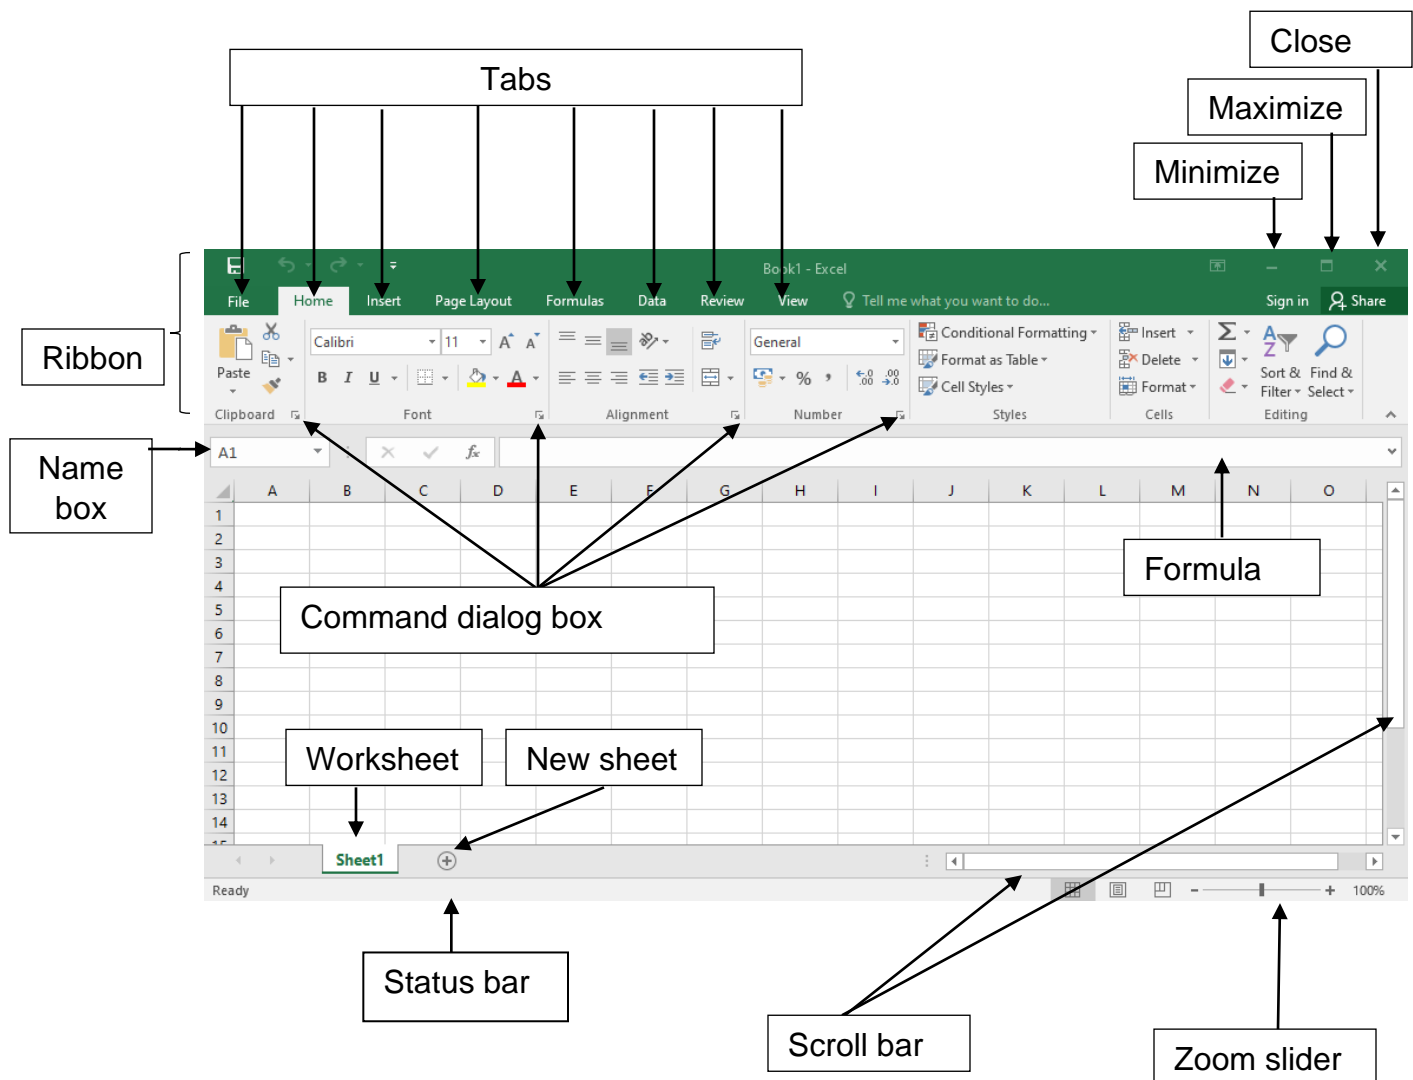 Close
Tabs
Maximize
Minimize
Book1 - Excel
File Home Insert Page Layout Formulas Data Review View Tell me what you want to do... Sign in Share
Ribbon
Paste
Calibri 11 A A
B I U A
General
% , .00
Conditional Formatting
Format as Table
Cell Styles
Insert
Delete
Format
Sort & Filter
Find & Select
Clipboard Font Alignment Number Styles Cells Editing
Name
box
A1 fx
A B C D E F G H I J K L M N O
1
2
3
4
5
6
7
8
9
10
11
12
13
14
15
Formula
Command dialog box
Worksheet
New sheet
Sheet1
Ready 100%
Status bar
Scroll bar
Zoom slider